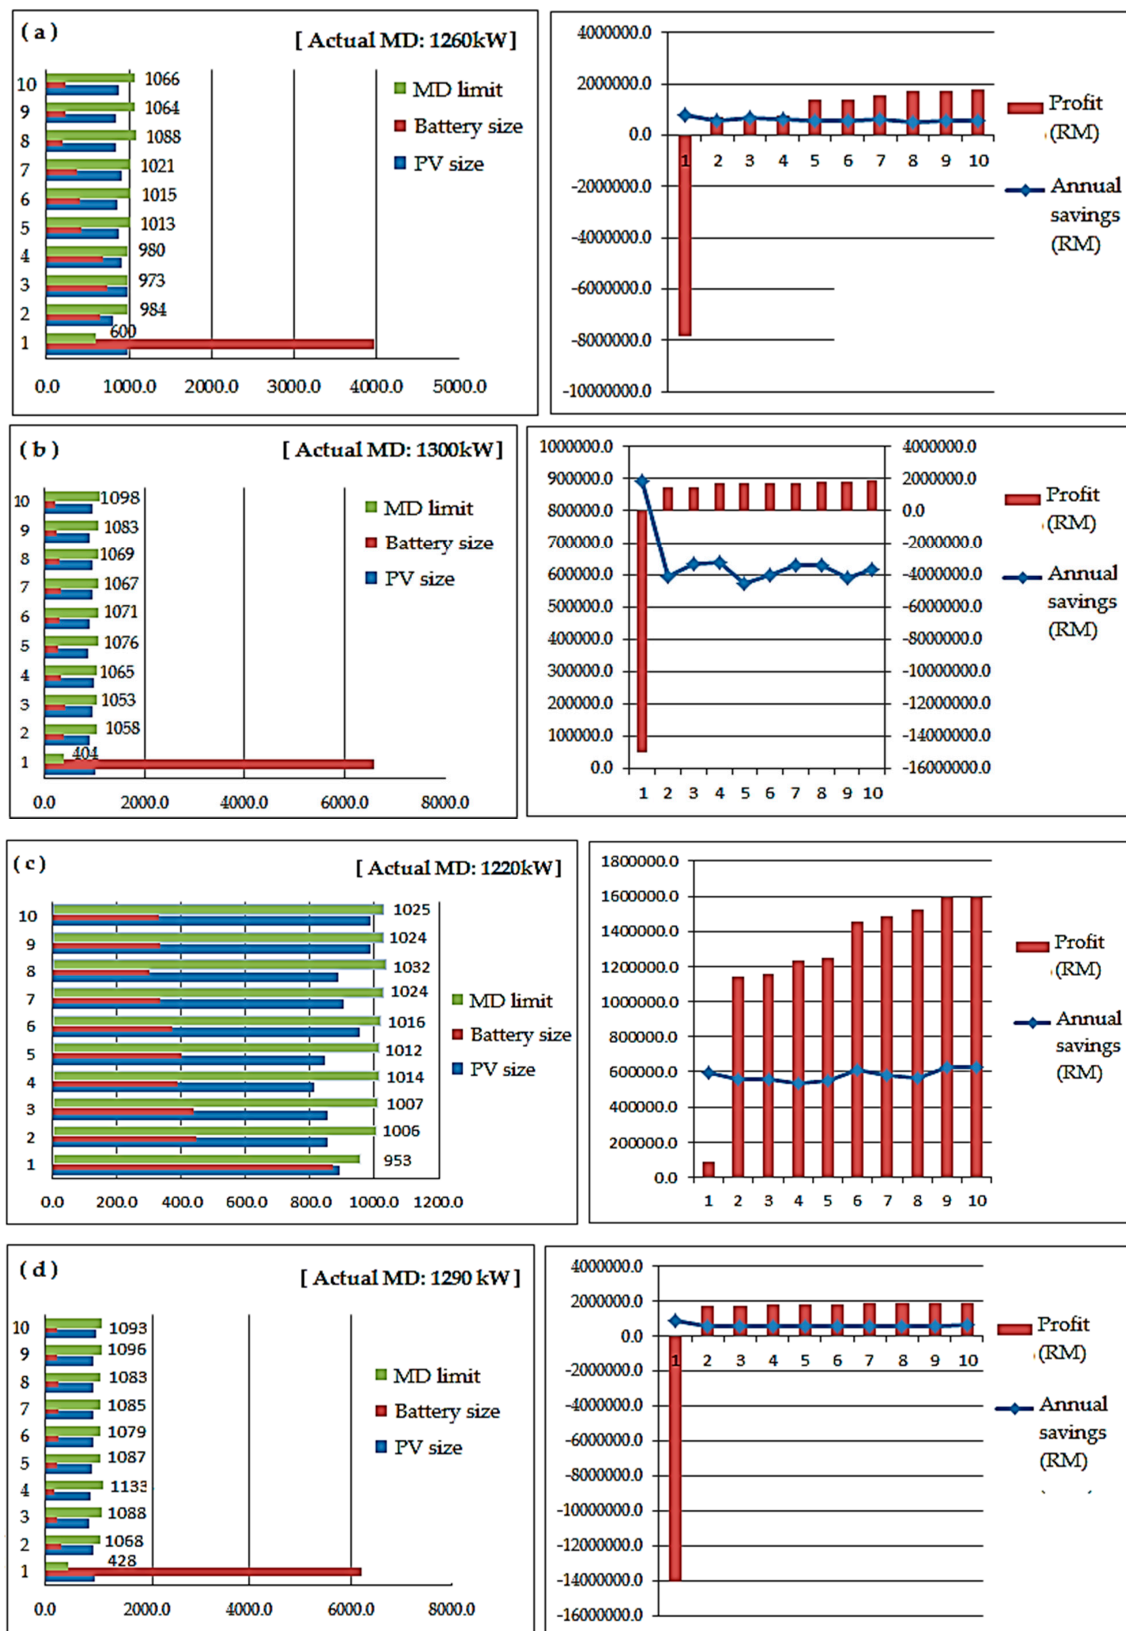 ( a )
[ Actual MD: 1260kW]
10
9
8
7
6
5
4
3
2
1
1066
1064
1088
1021
1015
1013
980
973
984
600
MD limit
Battery size
PV size
0.0 1000.0 2000.0 3000.0 4000.0 5000.0
4000000.0
2000000.0
0.0
-2000000.0
-4000000.0
-6000000.0
-8000000.0
-10000000.0
1 2 3 4 5 6 7 8 9 10
Profit
(RM)
Annual
savings
(RM)
( b )
[ Actual MD: 1300kW]
10
9
8
7
6
5
4
3
2
1
1098
1083
1069
1067
1071
1076
1065
1053
1058
404
MD limit
Battery size
PV size
0.0 2000.0 4000.0 6000.0 8000.0
1000000.0
900000.0
800000.0
700000.0
600000.0
500000.0
400000.0
300000.0
200000.0
100000.0
0.0
4000000.0
2000000.0
0.0
-2000000.0
-4000000.0
-6000000.0
-8000000.0
-10000000.0
-12000000.0
-14000000.0
-16000000.0
1 2 3 4 5 6 7 8 9 10
Profit
(RM)
Annual
savings
(RM)
( c )
[ Actual MD: 1220kW]
10
9
8
7
6
5
4
3
2
1
1025
1024
1032
1024
1016
1012
1014
1007
1006
953
MD limit
Battery size
PV size
0.0 200.0 400.0 600.0 800.0 1000.0 1200.0
1800000.0
1600000.0
1400000.0
1200000.0
1000000.0
800000.0
600000.0
400000.0
200000.0
0.0
1 2 3 4 5 6 7 8 9 10
Profit
(RM)
Annual
savings
(RM)
( d )
[ Actual MD: 1290 kW]
10
9
8
7
6
5
4
3
2
1
1093
1096
1083
1085
1079
1087
1133
1088
1068
428
MD limit
Battery size
PV size
0.0 2000.0 4000.0 6000.0 8000.0
4000000.0
2000000.0
0.0
-2000000.0
-4000000.0
-6000000.0
-8000000.0
-10000000.0
-12000000.0
-14000000.0
-16000000.0
1 2 3 4 5 6 7 8 9 10
Profit
(RM)
Annual
savings
(RM)